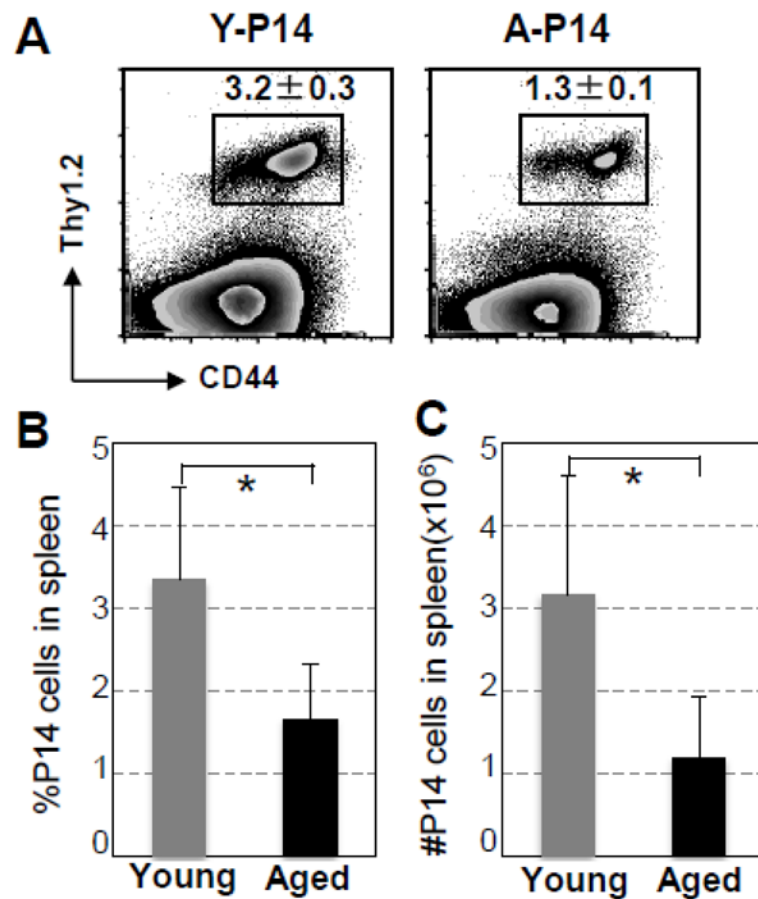 A
Y-P14
A-P14
3.2±0.3
1.3±0.1
Thy1.2
CD44
B
5
4
3
2
1
0
%P14 cells in spleen
*
Young
Aged
C
5
4
3
2
1
0
#P14 cells in spleen(x10⁶)
*
Young
Aged